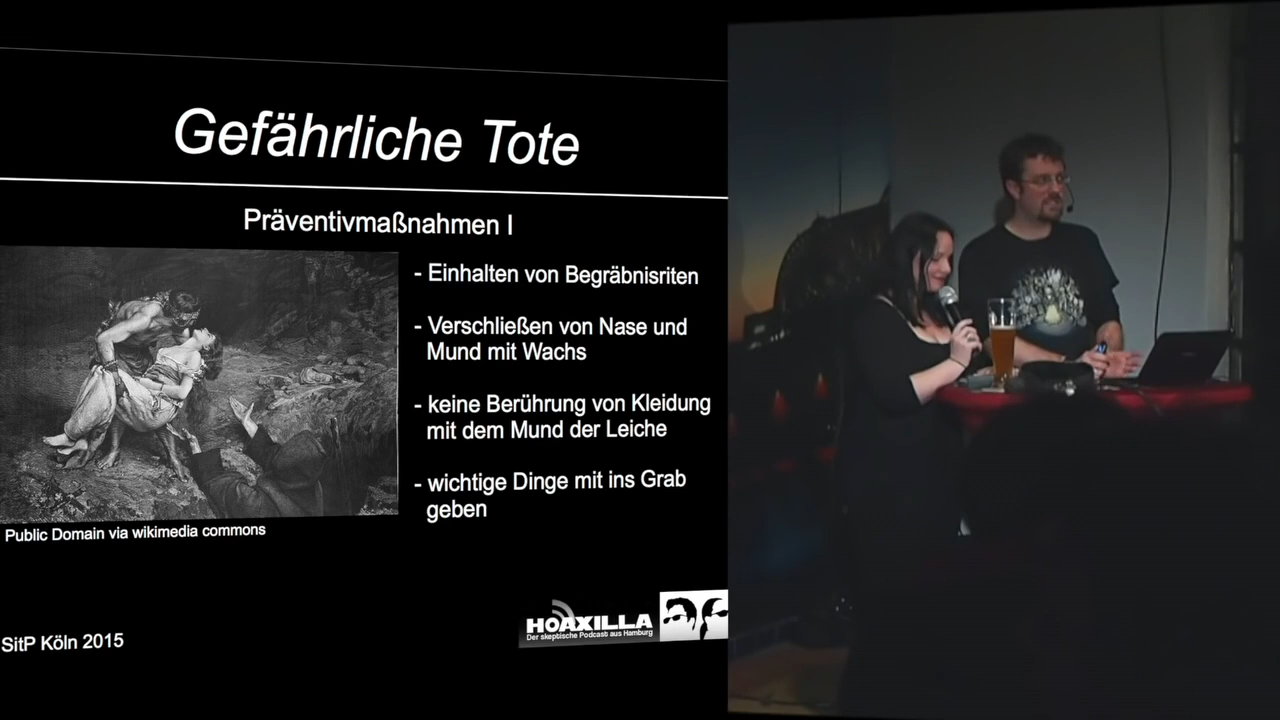 Gefährliche Tote
Präventivmaßnahmen I
- Einhalten von Begräbnisriten
- Verschließen von Nase und
Mund mit Wachs
- keine Berührung von Kleidung
mit dem Mund der Leiche
- wichtige Dinge mit ins Grab
geben
Public Domain via wikimedia commons
HOAXILLA
Der skeptische Podcast aus Hamburg
SitP Köln 2015